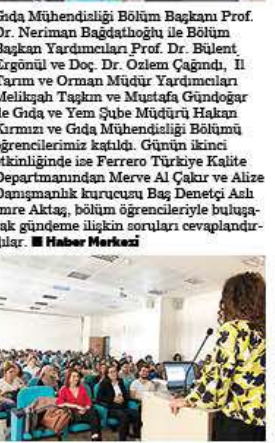 Gıda Mühendisliği Bölüm Başkanı Prof.
Dr. Neriman Bağdatlıoğlu ile Bölüm
Başkan Yardımcıları Prof. Dr. Bülent
Ergönül ve Doç. Dr. Özlem Çağındı, İl
Tarım ve Orman Müdür Yardımcıları
Melikşah Taşkın ve Mustafa Gündoğar
ile Gıda ve Yem Şube Müdürü Hakan
Kırmızı ve Gıda Mühendisliği Bölümü
öğrencilerimiz katıldı. Günün ikinci
etkinliğinde ise Ferrero Türkiye Kalite
Departmanından Merve Al Çakır ve Alize
Danışmanlık kurucusu Baş Denetçi Aslı
Emre Aktaş, bölüm öğrencileriyle buluşa-
rak gündeme ilişkin soruları cevaplandır-
dılar. ■ Haber Merkezi